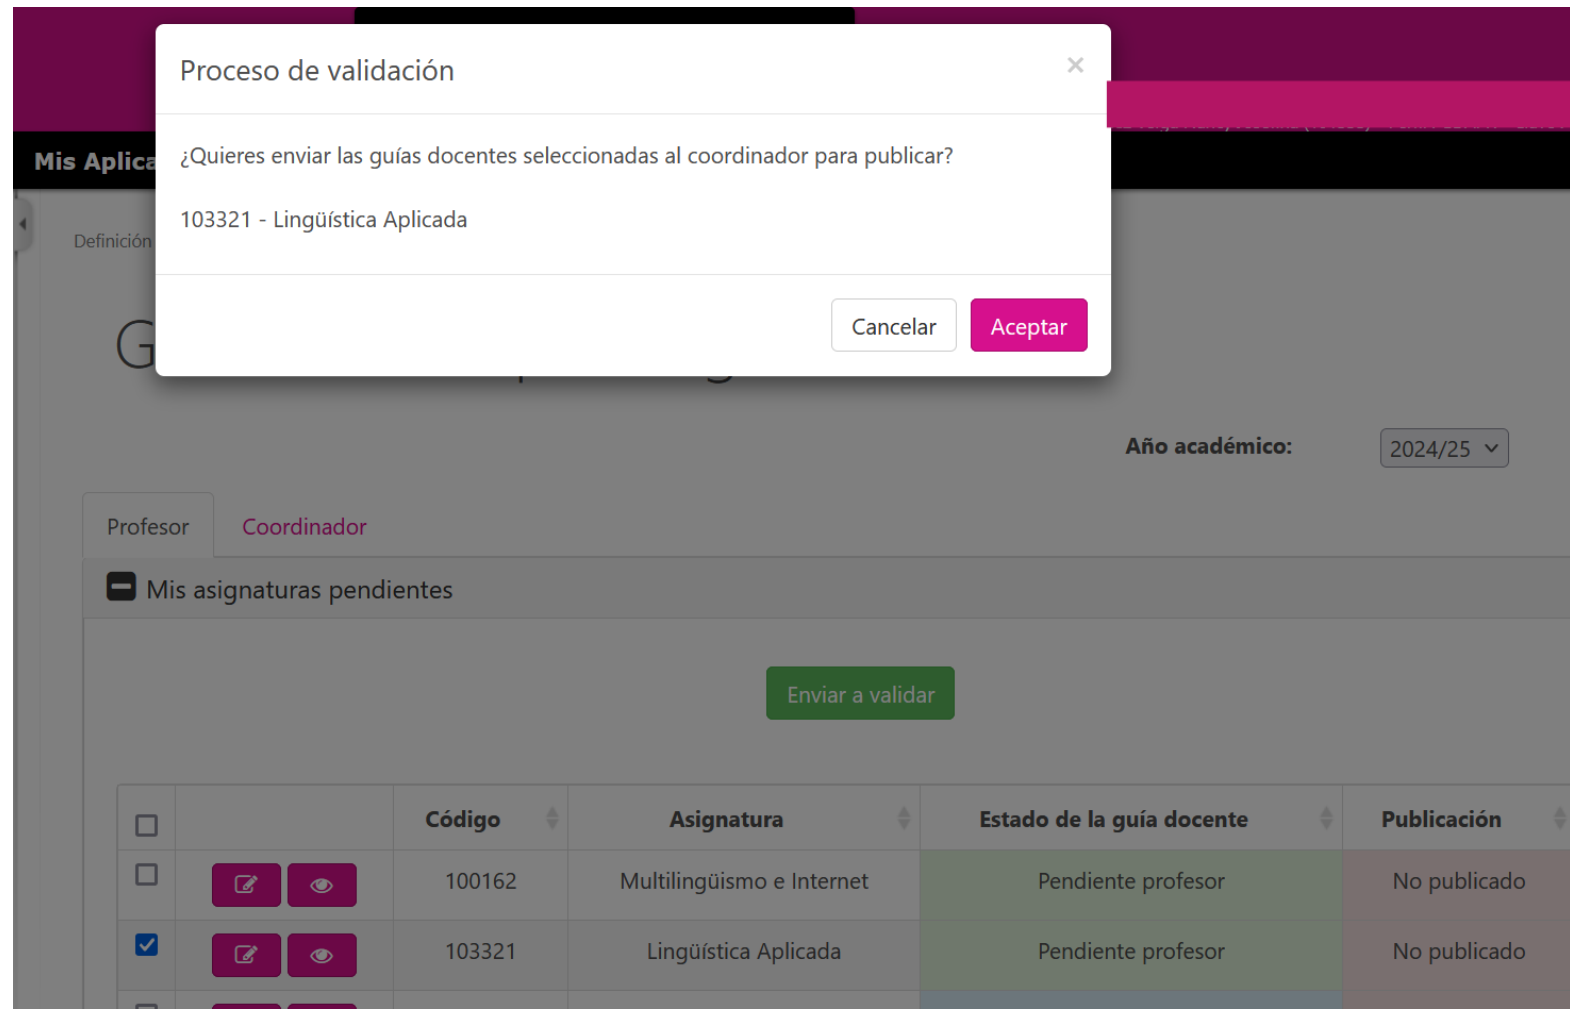 Proceso de validación ×
¿Quieres enviar las guías docentes seleccionadas al coordinador para publicar?
103321 - Lingüística Aplicada
Cancelar Aceptar
Mis Aplica
Definición
G
Año académico: 2024/25
Profesor Coordinador
Mis asignaturas pendientes
Enviar a validar
Código Asignatura Estado de la guía docente Publicación
100162 Multilingüismo e Internet Pendiente profesor No publicado
103321 Lingüística Aplicada Pendiente profesor No publicado